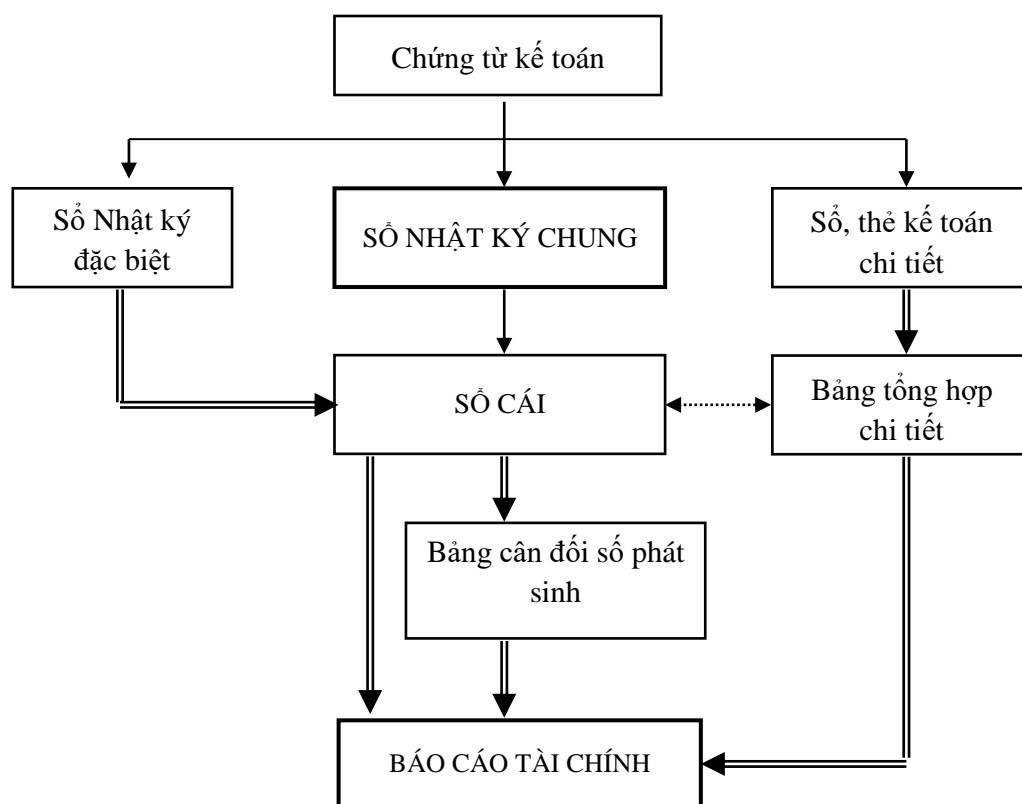 Chứng từ kế toán
Sổ Nhật ký
đặc biệt
SỔ NHẬT KÝ CHUNG
Sổ, thẻ kế toán
chi tiết
SỔ CÁI
Bảng tổng hợp
chi tiết
Bảng cân đối số phát
sinh
BÁO CÁO TÀI CHÍNH